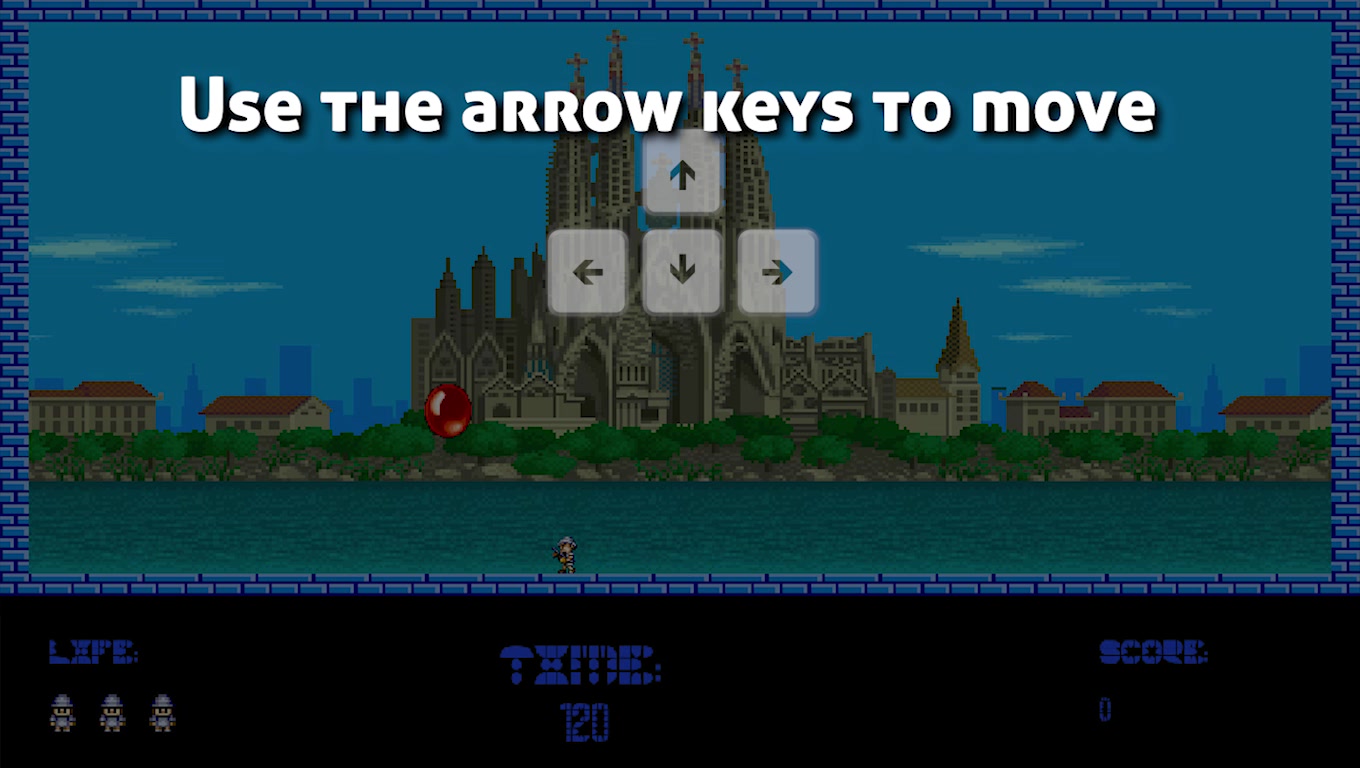 Use the arrow keys to move
↑
← ↓ →
LIFE: TIME: SCORE:
120 0